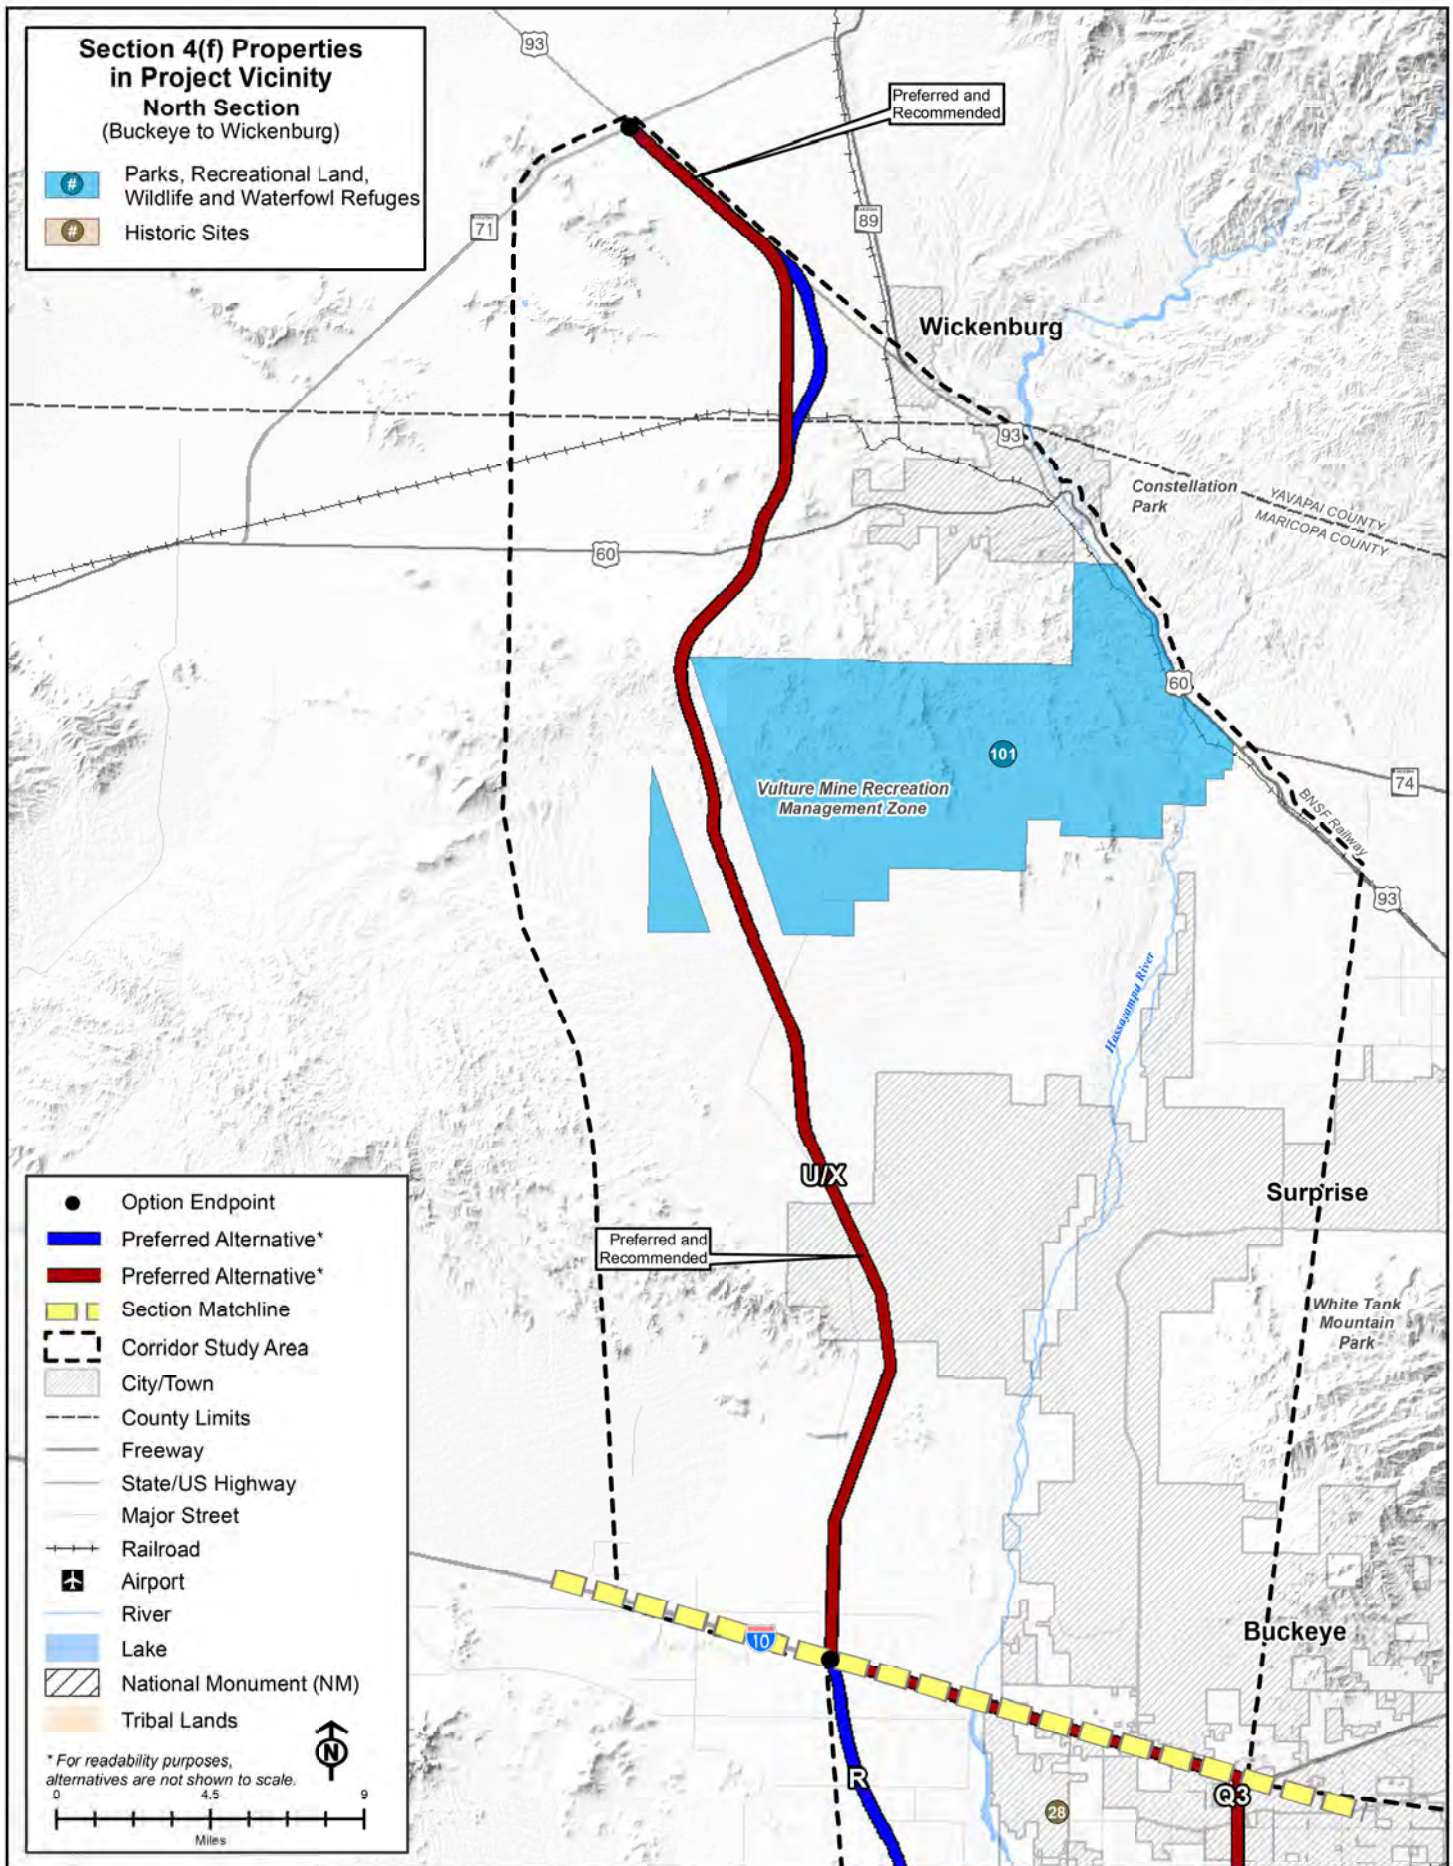 Section 4(f) Properties
in Project Vicinity
North Section
(Buckeye to Wickenburg)
#
Parks, Recreational Land,
Wildlife and Waterfowl Refuges
#
Historic Sites
93
Preferred and
Recommended
71
89
Wickenburg
93
Constellation
Park
YAVAPAI COUNTY
MARICOPA COUNTY
60
60
101
Vulture Mine Recreation
Management Zone
74
BNSF Railway
93
Hassayampa River
U/X
Surprise
Preferred and
Recommended
White Tank
Mountain
Park
Buckeye
10
R
Q3
28
Option Endpoint
Preferred Alternative*
Preferred Alternative*
Section Matchline
Corridor Study Area
City/Town
County Limits
Freeway
State/US Highway
Major Street
Railroad
Airport
River
Lake
National Monument (NM)
Tribal Lands
* For readability purposes,
alternatives are not shown to scale.
N
0 4.5 9
Miles